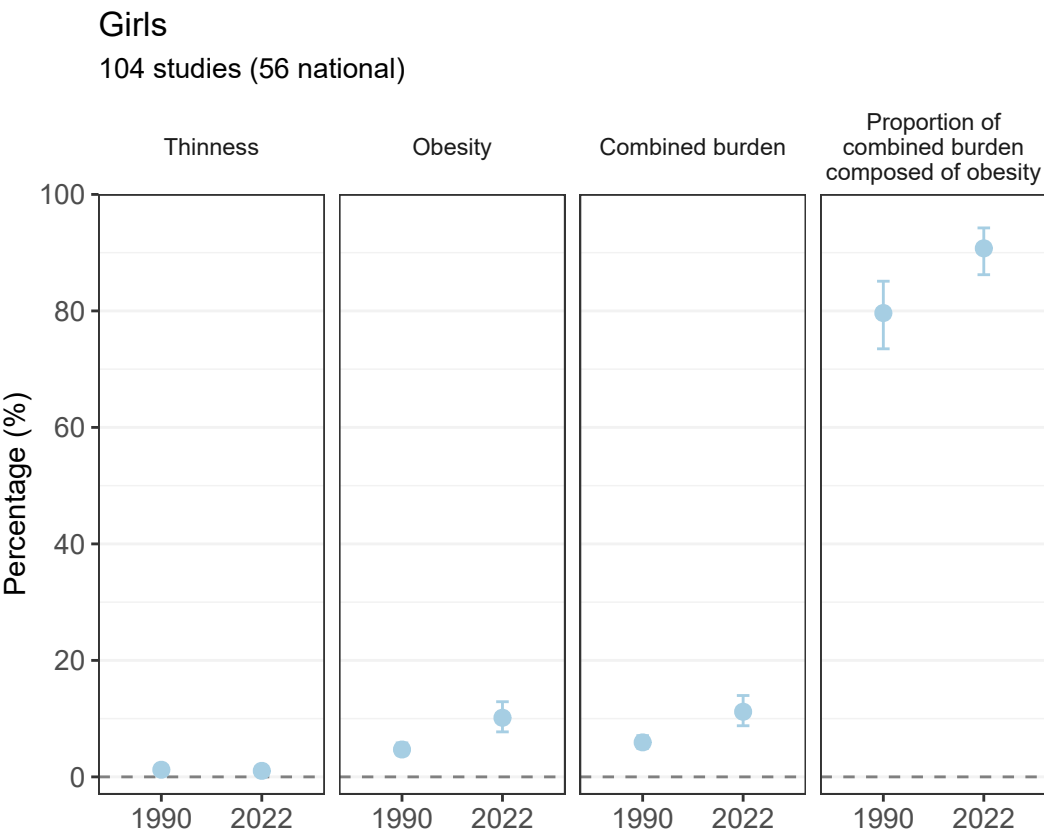 Girls
104 studies (56 national)
Thinness
Obesity
Combined burden
Proportion of
combined burden
composed of obesity
Percentage (%)
100
80
60
40
20
0
1990 2022
1990 2022
1990 2022
1990 2022